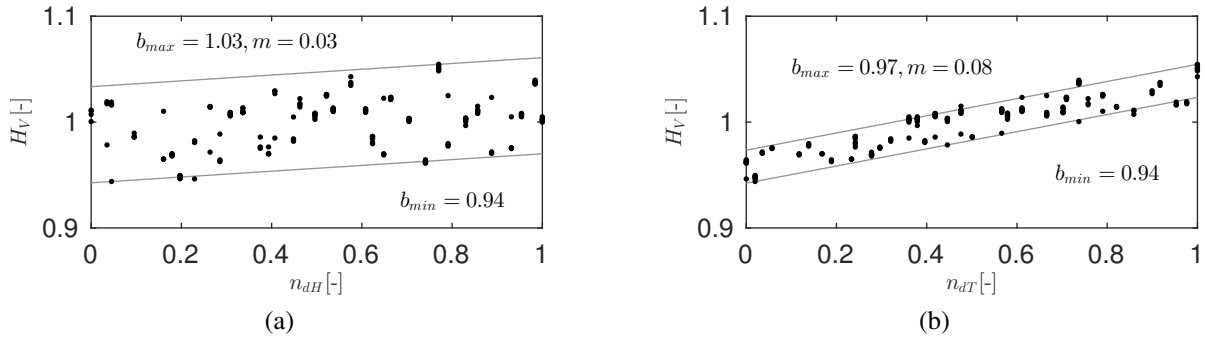 1.1
b_max = 1.03, m = 0.03
H_V [-]
1
b_min = 0.94
0.9
0 0.2 0.4 0.6 0.8 1
n_dH [-]
(a)
1.1
b_max = 0.97, m = 0.08
H_V [-]
1
b_min = 0.94
0.9
0 0.2 0.4 0.6 0.8 1
n_dT [-]
(b)